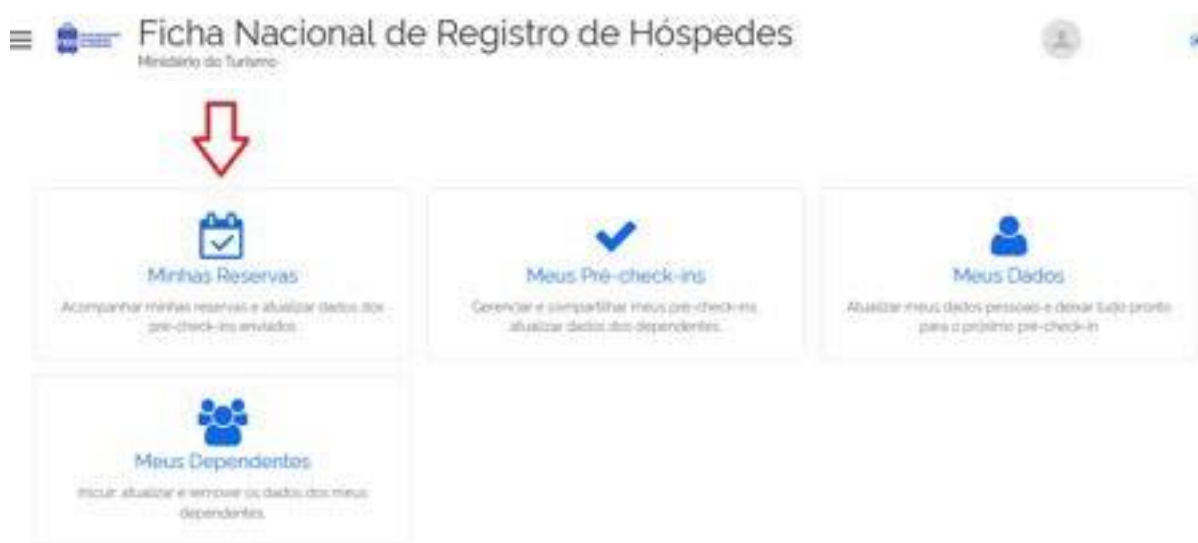 Ficha Nacional de Registro de Hóspedes
Ministério do Turismo
Minhas Reservas
Acompanhar minhas reservas e atualizar dados dos
pré-check-ins enviados.
Meus Pré-check-ins
Gerenciar e compartilhar meus pré-check-ins,
atualizar dados dos dependentes.
Meus Dados
Atualizar meus dados pessoais e deixar tudo pronto
para o próximo pré-check-in
Meus Dependentes
Incluir, atualizar e remover os dados dos meus
dependentes.